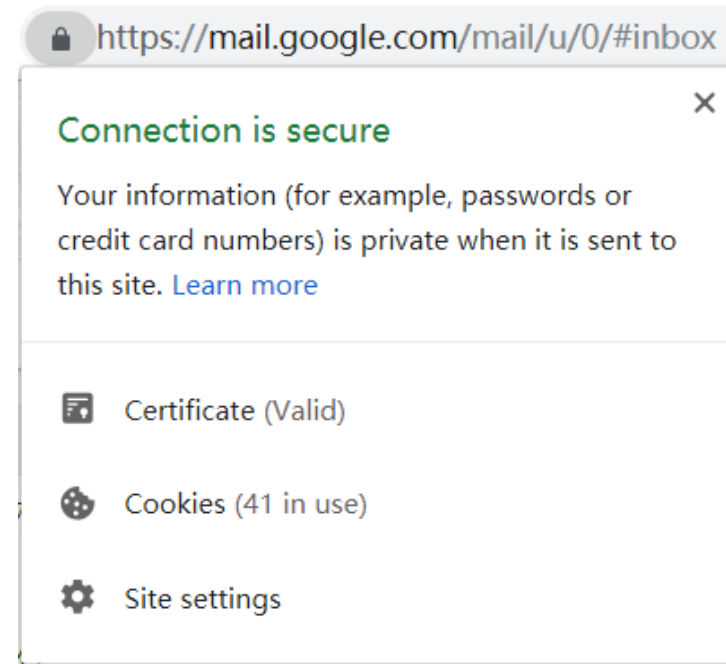 https://mail.google.com/mail/u/0/#inbox
Connection is secure
Your information (for example, passwords or
credit card numbers) is private when it is sent to
this site. Learn more
Certificate (Valid)
Cookies (41 in use)
Site settings